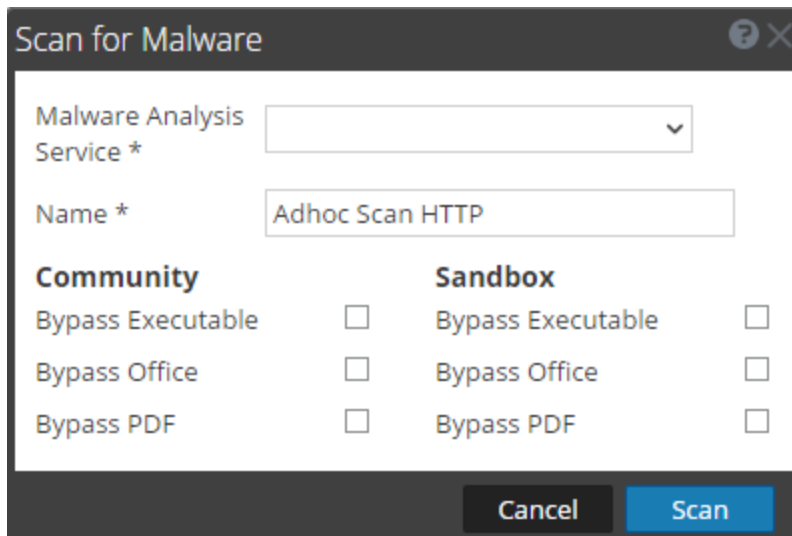 Scan for Malware
Malware Analysis
Service *
Name *
Adhoc Scan HTTP
Community
Sandbox
Bypass Executable
Bypass Executable
Bypass Office
Bypass Office
Bypass PDF
Bypass PDF
Cancel
Scan